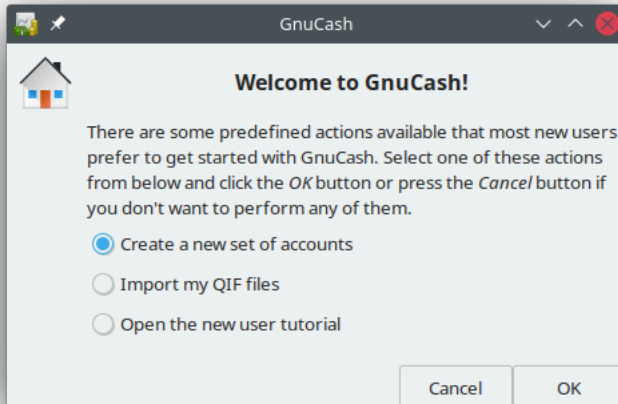 GnuCash
Welcome to GnuCash!
There are some predefined actions available that most new users
prefer to get started with GnuCash. Select one of these actions
from below and click the OK button or press the Cancel button if
you don't want to perform any of them.
Create a new set of accounts
Import my QIF files
Open the new user tutorial
Cancel OK